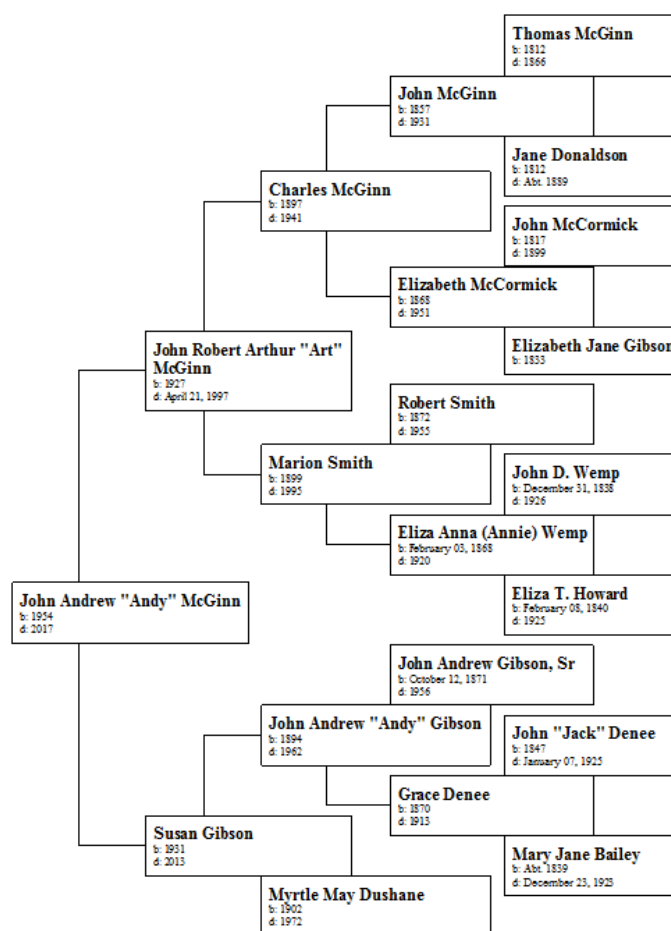 Thomas McGinn
b: 1812
d: 1866
John McGinn
b: 1857
d: 1931
Jane Donaldson
b: 1812
d: Abt. 1889
Charles McGinn
b: 1897
d: 1941
John McCormick
b: 1817
d: 1899
Elizabeth McCormick
b: 1868
d: 1951
Elizabeth Jane Gibson
b: 1833
John Robert Arthur "Art"
McGinn
b: 1927
d: April 21, 1997
Robert Smith
b: 1872
d: 1955
Marion Smith
b: 1899
d: 1995
John D. Wemp
b: December 31, 1838
d: 1926
Eliza Anna (Annie) Wemp
b: February 03, 1868
d: 1920
Eliza T. Howard
b: February 08, 1840
d: 1925
John Andrew "Andy" McGinn
b: 1954
d: 2017
John Andrew Gibson, Sr
b: October 12, 1871
d: 1956
John Andrew "Andy" Gibson
b: 1894
d: 1962
John "Jack" Denee
b: 1847
d: January 07, 1925
Grace Denee
b: 1870
d: 1913
Susan Gibson
b: 1931
d: 2013
Mary Jane Bailey
b: Abt. 1839
d: December 23, 1923
Myrtle May Dushane
b: 1902
d: 1972